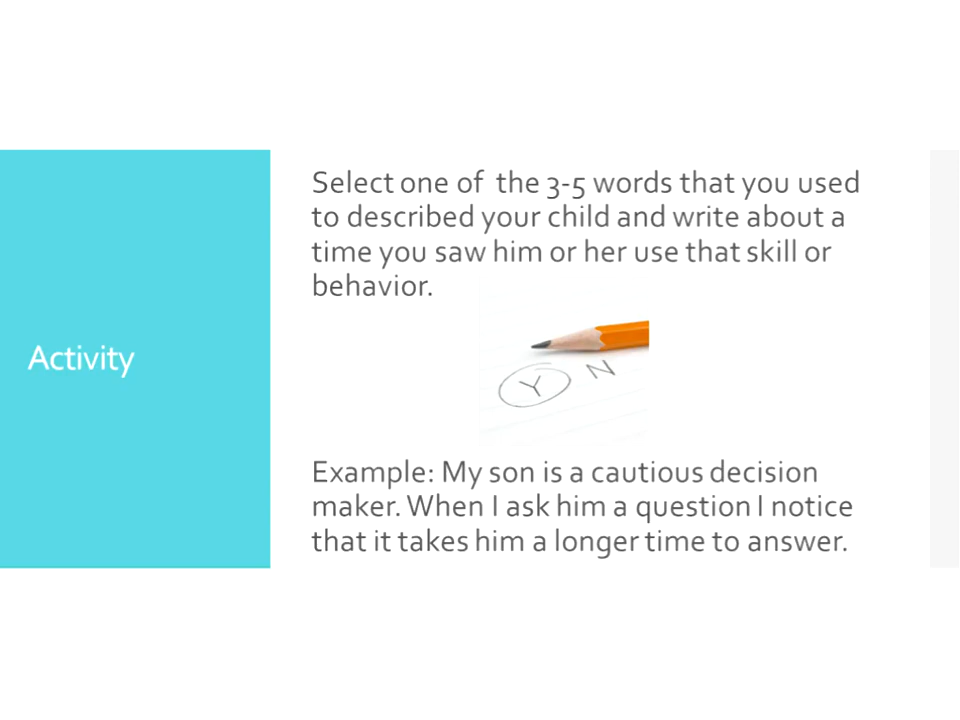 Activity
Select one of the 3-5 words that you used
to described your child and write about a
time you saw him or her use that skill or
behavior.
Y N
Example: My son is a cautious decision
maker. When I ask him a question I notice
that it takes him a longer time to answer.